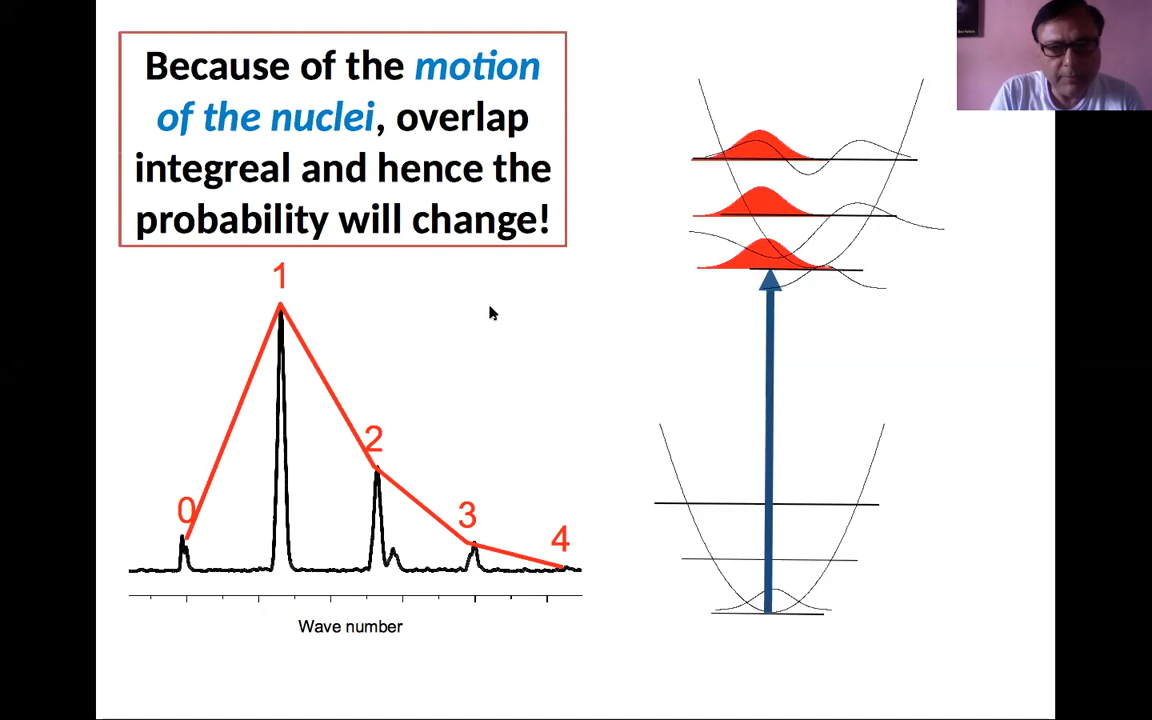 Because of the motion
of the nuclei, overlap
integreal and hence the
probability will change!
1
2
0
3
4
Wave number